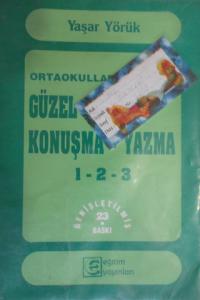 Yaşar Yörük
ORTAOKULLAR
GÜZEL
KONUŞMA YAZMA
1-2-3
GENİŞLETİLMİŞ
23
BASKI
eğitim
yayınları